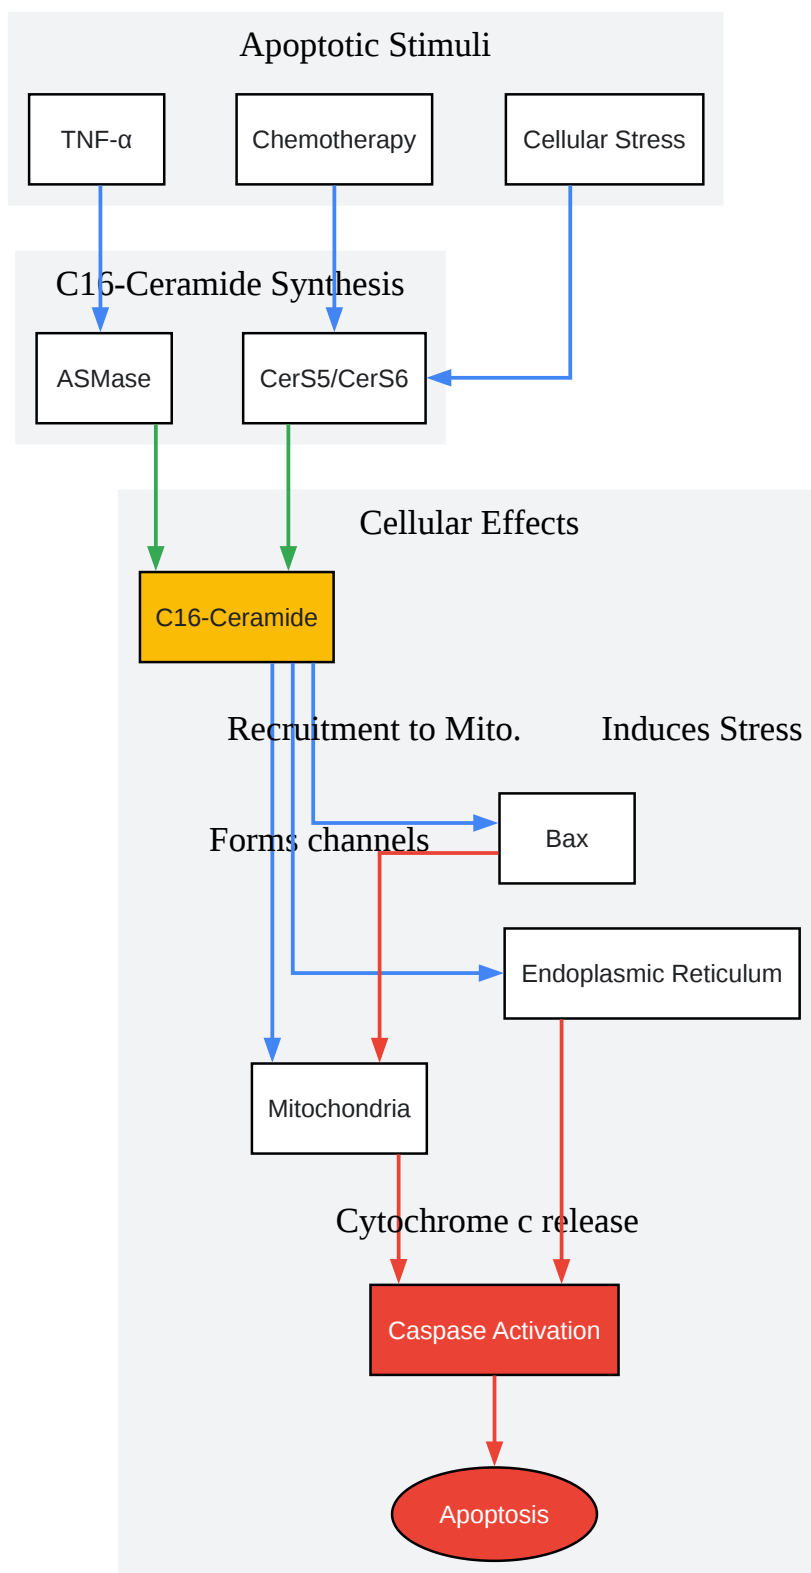 Apoptotic Stimuli
TNF-α
Chemotherapy
Cellular Stress
C16-Ceramide Synthesis
ASMase
CerS5/CerS6
Cellular Effects
C16-Ceramide
Recruitment to Mito.
Induces Stress
Forms channels
Bax
Endoplasmic Reticulum
Mitochondria
Cytochrome c release
Caspase Activation
Apoptosis